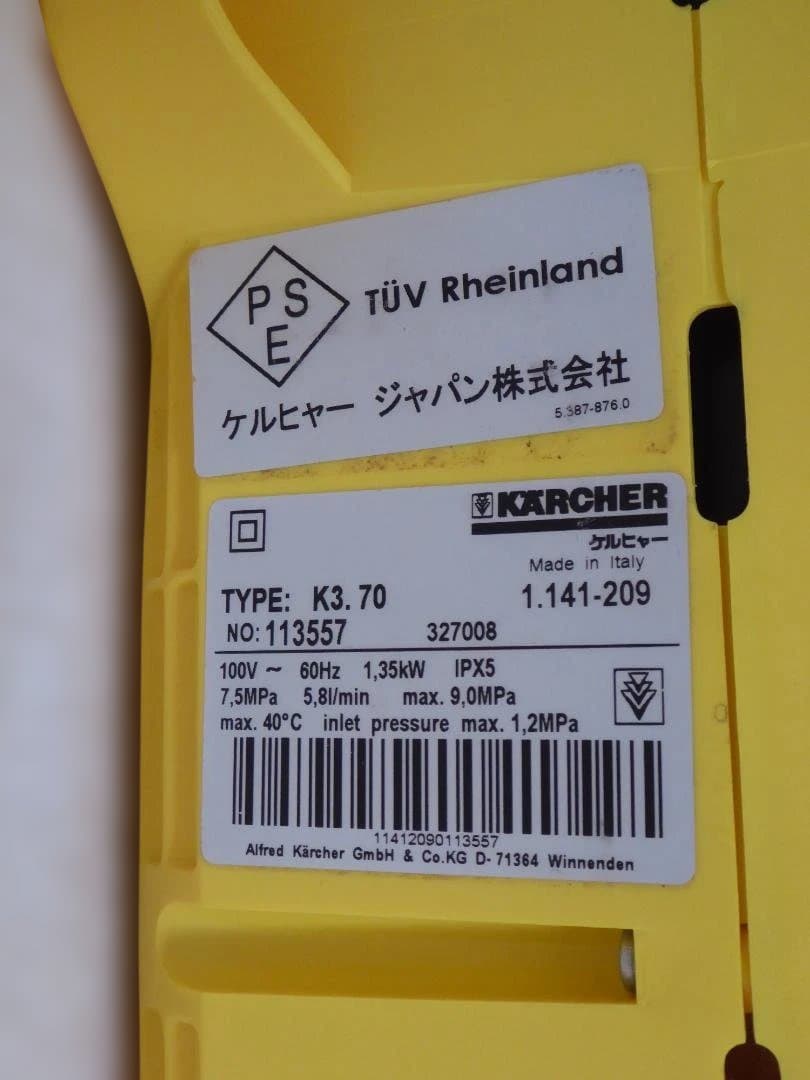 PSE
TÜV Rheinland
ケルヒャー ジャパン株式会社
5.387-876.0
KÄRCHER
ケルヒャー
Made in Italy
TYPE: K3.70 1.141-209
NO: 113557 327008
100V ~ 60Hz 1,35kW IPX5
7,5MPa 5,8l/min max. 9,0MPa
max. 40°C inlet pressure max. 1,2MPa
11412090113557
Alfred Kärcher GmbH & Co.KG D- 71364 Winnenden